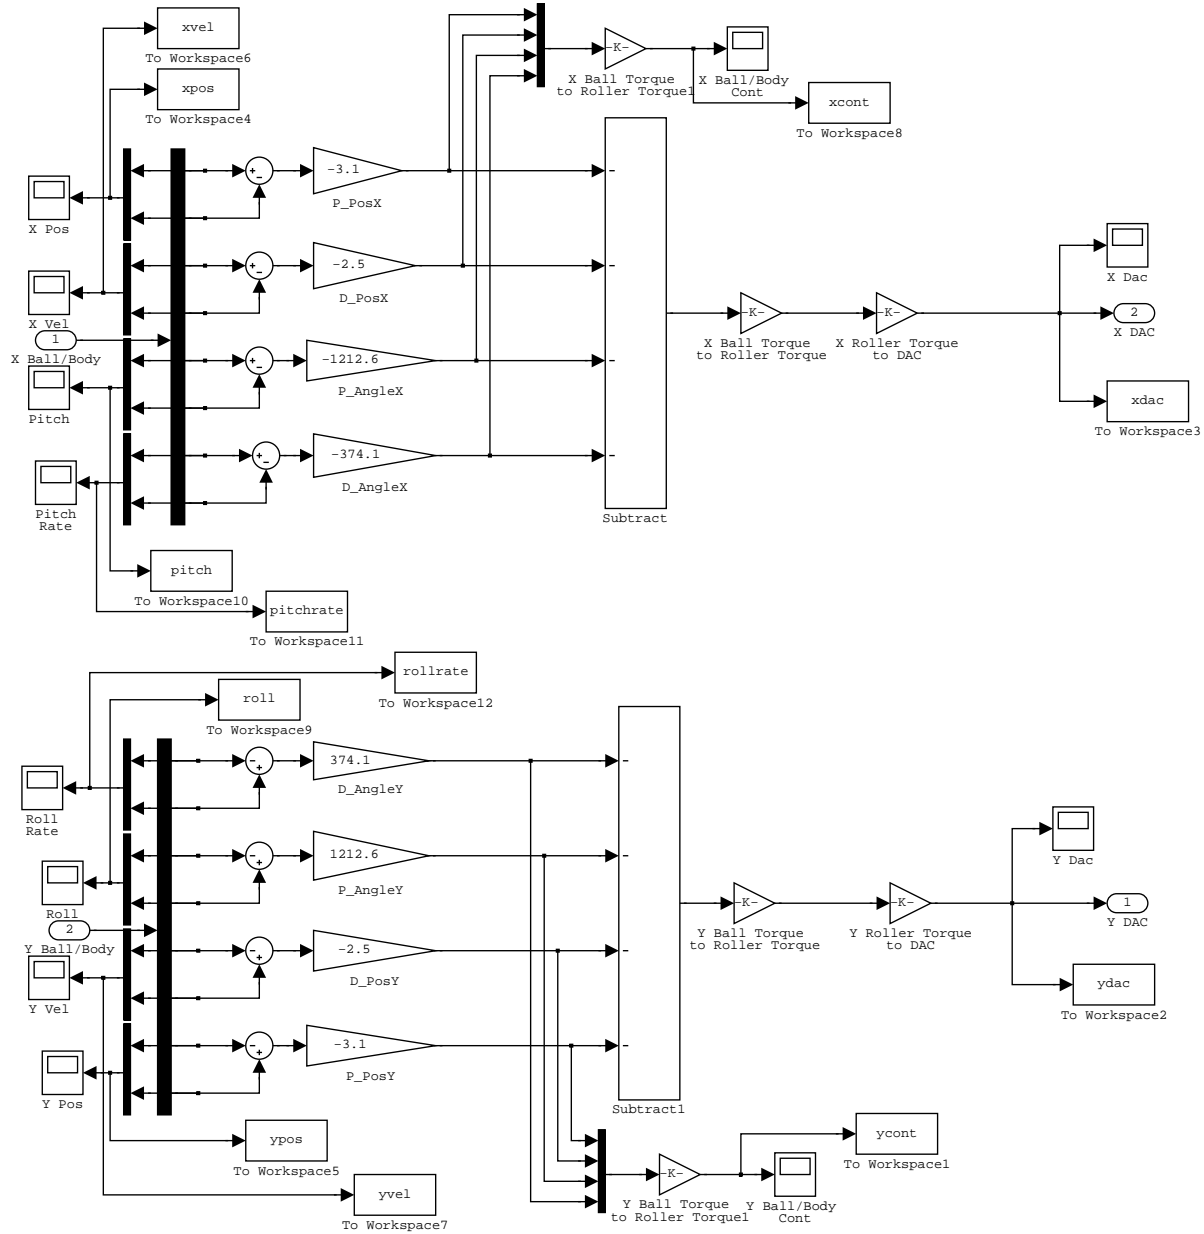 xvel
To Workspace6
xpos
To Workspace4
-K-
X Ball Torque
to Roller Torque1
X Ball/Body
Cont
xcont
To Workspace8
X Pos
+
−
-3.1
P_PosX
−
X Vel
+
−
-2.5
D_PosX
−
1
X Ball/Body
+
−
-1212.6
P_AngleX
−
Pitch
+
−
-374.1
D_AngleX
−
Pitch
Rate
Subtract
-K-
X Ball Torque
to Roller Torque
-K-
X Roller Torque
to DAC
X Dac
2
X DAC
xdac
To Workspace3
pitch
To Workspace10
pitchrate
To Workspace11
rollrate
To Workspace12
roll
To Workspace9
Roll
Rate
−
+
374.1
D_AngleY
−
Roll
−
+
1212.6
P_AngleY
−
2
Y Ball/Body
−
+
-2.5
D_PosY
−
Y Vel
−
+
-3.1
P_PosY
−
Y Pos
Subtract1
-K-
Y Ball Torque
to Roller Torque
-K-
Y Roller Torque
to DAC
Y Dac
1
Y DAC
ydac
To Workspace2
ypos
To Workspace5
yvel
To Workspace7
-K-
Y Ball Torque
to Roller Torque1
Y Ball/Body
Cont
ycont
To Workspace1